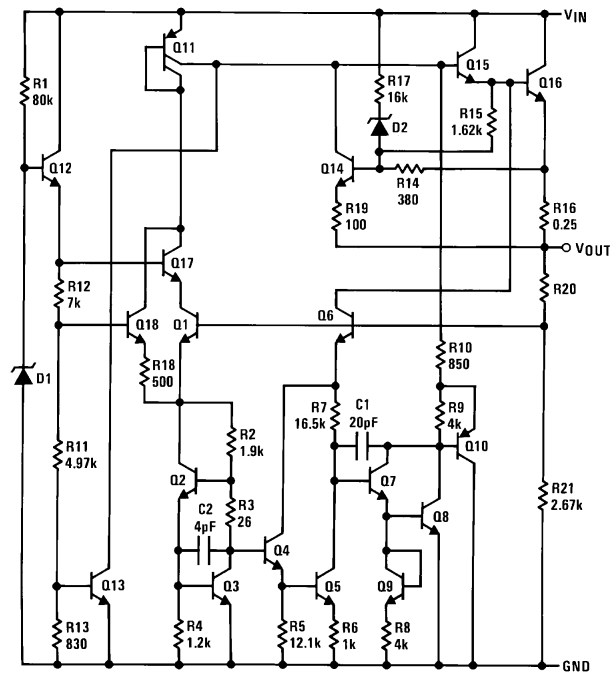 VIN
Q11
R1
80k
R17
16k
Q15
Q16
D2
R15
1.62k
Q12
Q14
R14
380
R19
100
R16
0.25
VOUT
R12
7k
Q17
Q6
R20
Q18
Q1
R18
500
R10
850
D1
R2
1.9k
R7
16.5k
C1
20pF
R9
4k
Q10
R11
4.97k
Q2
R3
26
C2
4pF
Q7
Q8
R21
2.67k
Q4
Q13
Q3
Q5
Q9
R13
830
R4
1.2k
R5
12.1k
R6
1k
R8
4k
GND